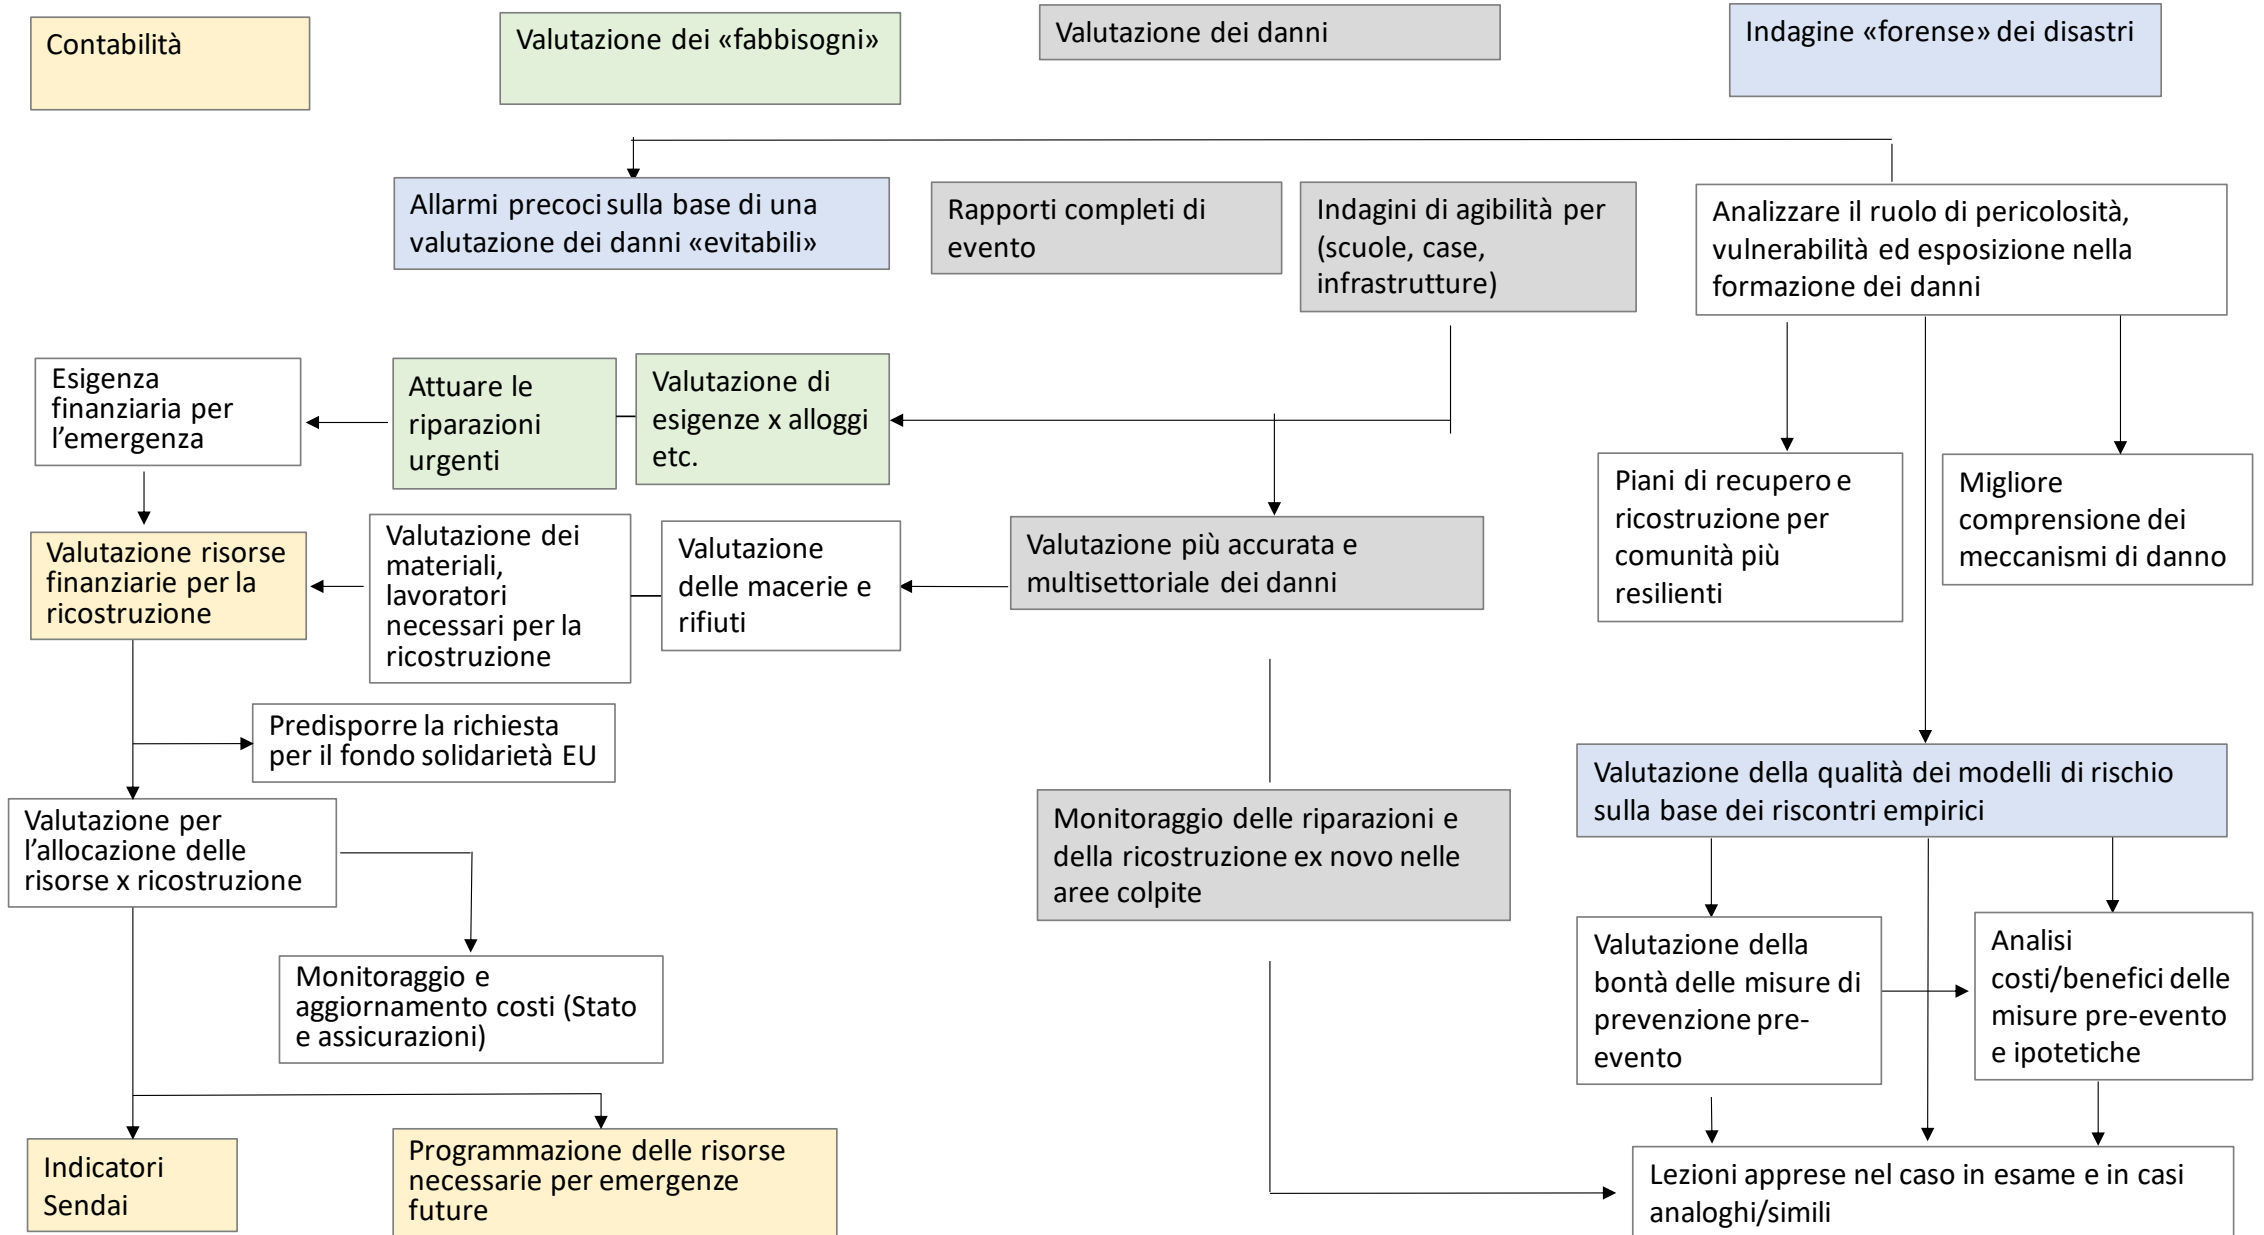 Contabilità
Valutazione dei «fabbisogni»
Valutazione dei danni
Indagine «forense» dei disastri
Allarmi precoci sulla base di una
valutazione dei danni «evitabili»
Rapporti completi di
evento
Indagini di agibilità per
(scuole, case,
infrastrutture)
Analizzare il ruolo di pericolosità,
vulnerabilità ed esposizione nella
formazione dei danni
Esigenza
finanziaria per
l’emergenza
Attuare le
riparazioni
urgenti
Valutazione di
esigenze x alloggi
etc.
Piani di recupero e
ricostruzione per
comunità più
resilienti
Migliore
comprensione dei
meccanismi di danno
Valutazione risorse
finanziarie per la
ricostruzione
Valutazione dei
materiali,
lavoratori
necessari per la
ricostruzione
Valutazione
delle macerie e
rifiuti
Valutazione più accurata e
multisettoriale dei danni
Predisporre la richiesta
per il fondo solidarietà EU
Valutazione della qualità dei modelli di rischio
sulla base dei riscontri empirici
Valutazione per
l’allocazione delle
risorse x ricostruzione
Monitoraggio delle riparazioni e
della ricostruzione ex novo nelle
aree colpite
Monitoraggio e
aggiornamento costi (Stato
e assicurazioni)
Valutazione della
bontà delle misure di
prevenzione pre-
evento
Analisi
costi/benefici delle
misure pre-evento
e ipotetiche
Indicatori
Sendai
Programmazione delle risorse
necessarie per emergenze
future
Lezioni apprese nel caso in esame e in casi
analoghi/simili